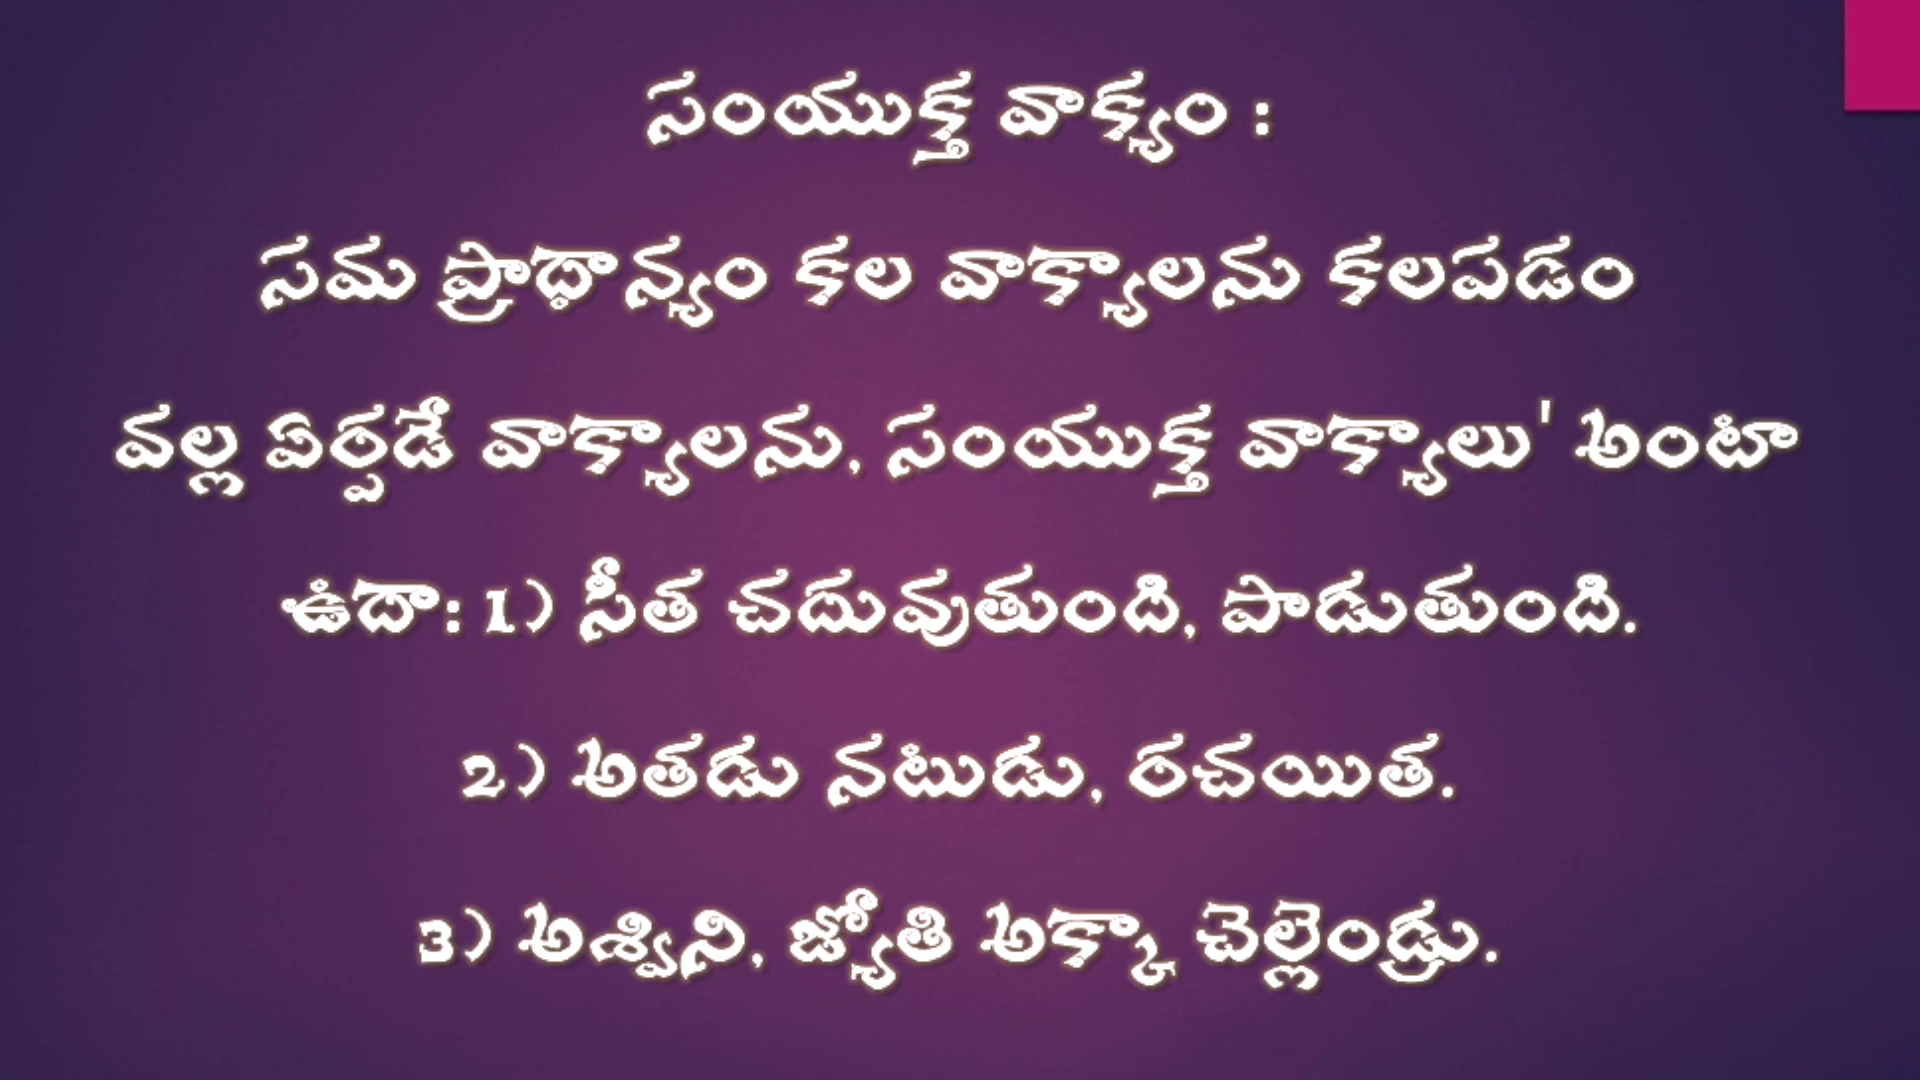 సంయుక్త వాక్యం :
సమ ప్రాధాన్యం కల వాక్యాలను కలపడం
వల్ల ఏర్పడే వాక్యాలను, సంయుక్త వాక్యాలు' అంటా
ఉదా: 1) సీత చదువుతుంది, పాడుతుంది.
2) అతడు నటుడు, రచయిత.
3) అశ్విని, జ్యోతి అక్కా చెల్లెండ్రు.